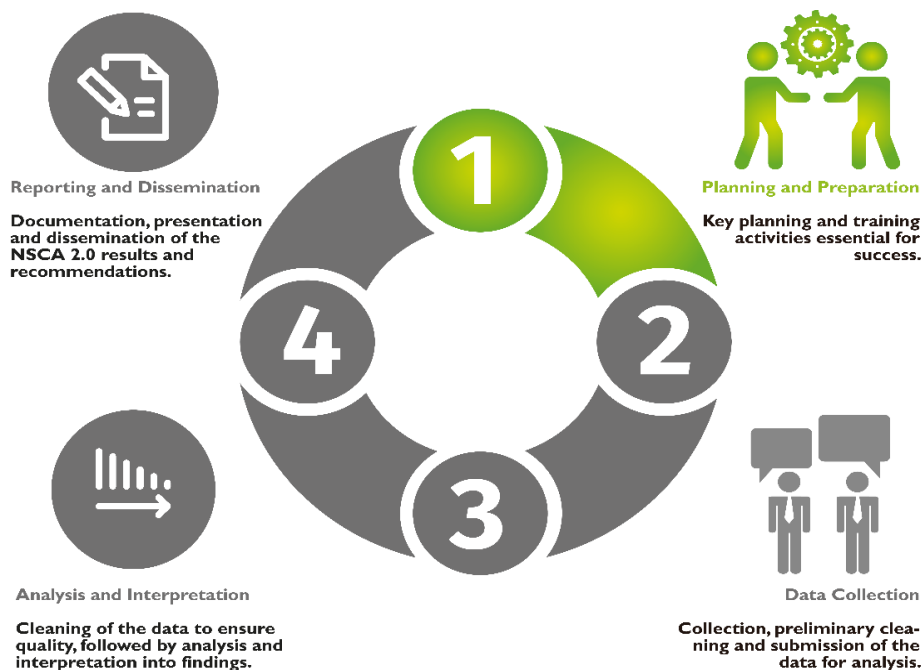 1
Planning and Preparation
Key planning and training
activities essential for
success.
2
Data Collection
Collection, preliminary clea-
ning and submission of the
data for analysis.
3
Analysis and Interpretation
Cleaning of the data to ensure
quality, followed by analysis and
interpretation into findings.
4
Reporting and Dissemination
Documentation, presentation
and dissemination of the
NSCA 2.0 results and
recommendations.